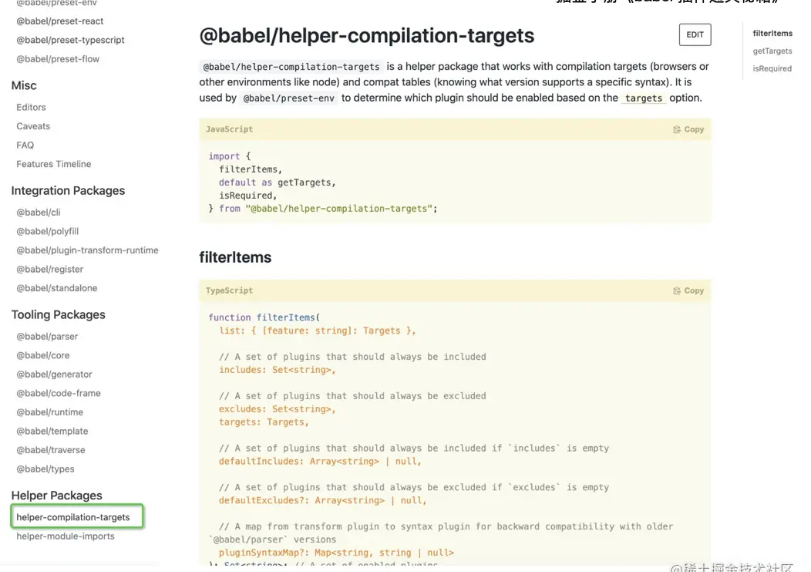 掘金小册《babel 插件通关秘籍》
@babel/preset-env
@babel/preset-react
@babel/preset-typescript
@babel/preset-flow
Misc
Editors
Caveats
FAQ
Features Timeline
Integration Packages
@babel/cli
@babel/polyfill
@babel/plugin-transform-runtime
@babel/register
@babel/standalone
Tooling Packages
@babel/parser
@babel/core
@babel/generator
@babel/code-frame
@babel/runtime
@babel/template
@babel/traverse
@babel/types
Helper Packages
helper-compilation-targets
helper-module-imports
@babel/helper-compilation-targets
EDIT
@babel/helper-compilation-targets is a helper package that works with compilation targets (browsers or
other environments like node) and compat tables (knowing what version supports a specific syntax). It is
used by @babel/preset-env to determine which plugin should be enabled based on the targets option.
JavaScript
Copy
import {
filterItems,
default as getTargets,
isRequired,
} from "@babel/helper-compilation-targets";
filterItems
TypeScript
Copy
function filterItems(
list: { [feature: string]: Targets },
// A set of plugins that should always be included
includes: Set<string>,
// A set of plugins that should always be excluded
excludes: Set<string>,
targets: Targets,
// A set of plugins that should always be included if `includes` is empty
defaultIncludes: Array<string> | null,
// A set of plugins that should always be excluded if `excludes` is empty
defaultExcludes?: Array<string> | null,
// A map from transform plugin to syntax plugin for backward compatibility with older
`@babel/parser` versions
pluginSyntaxMap?: Map<string, string | null>
): Set<string>; // A set of enabled plugins
filterItems
getTargets
isRequired
@稀土掘金技术社区